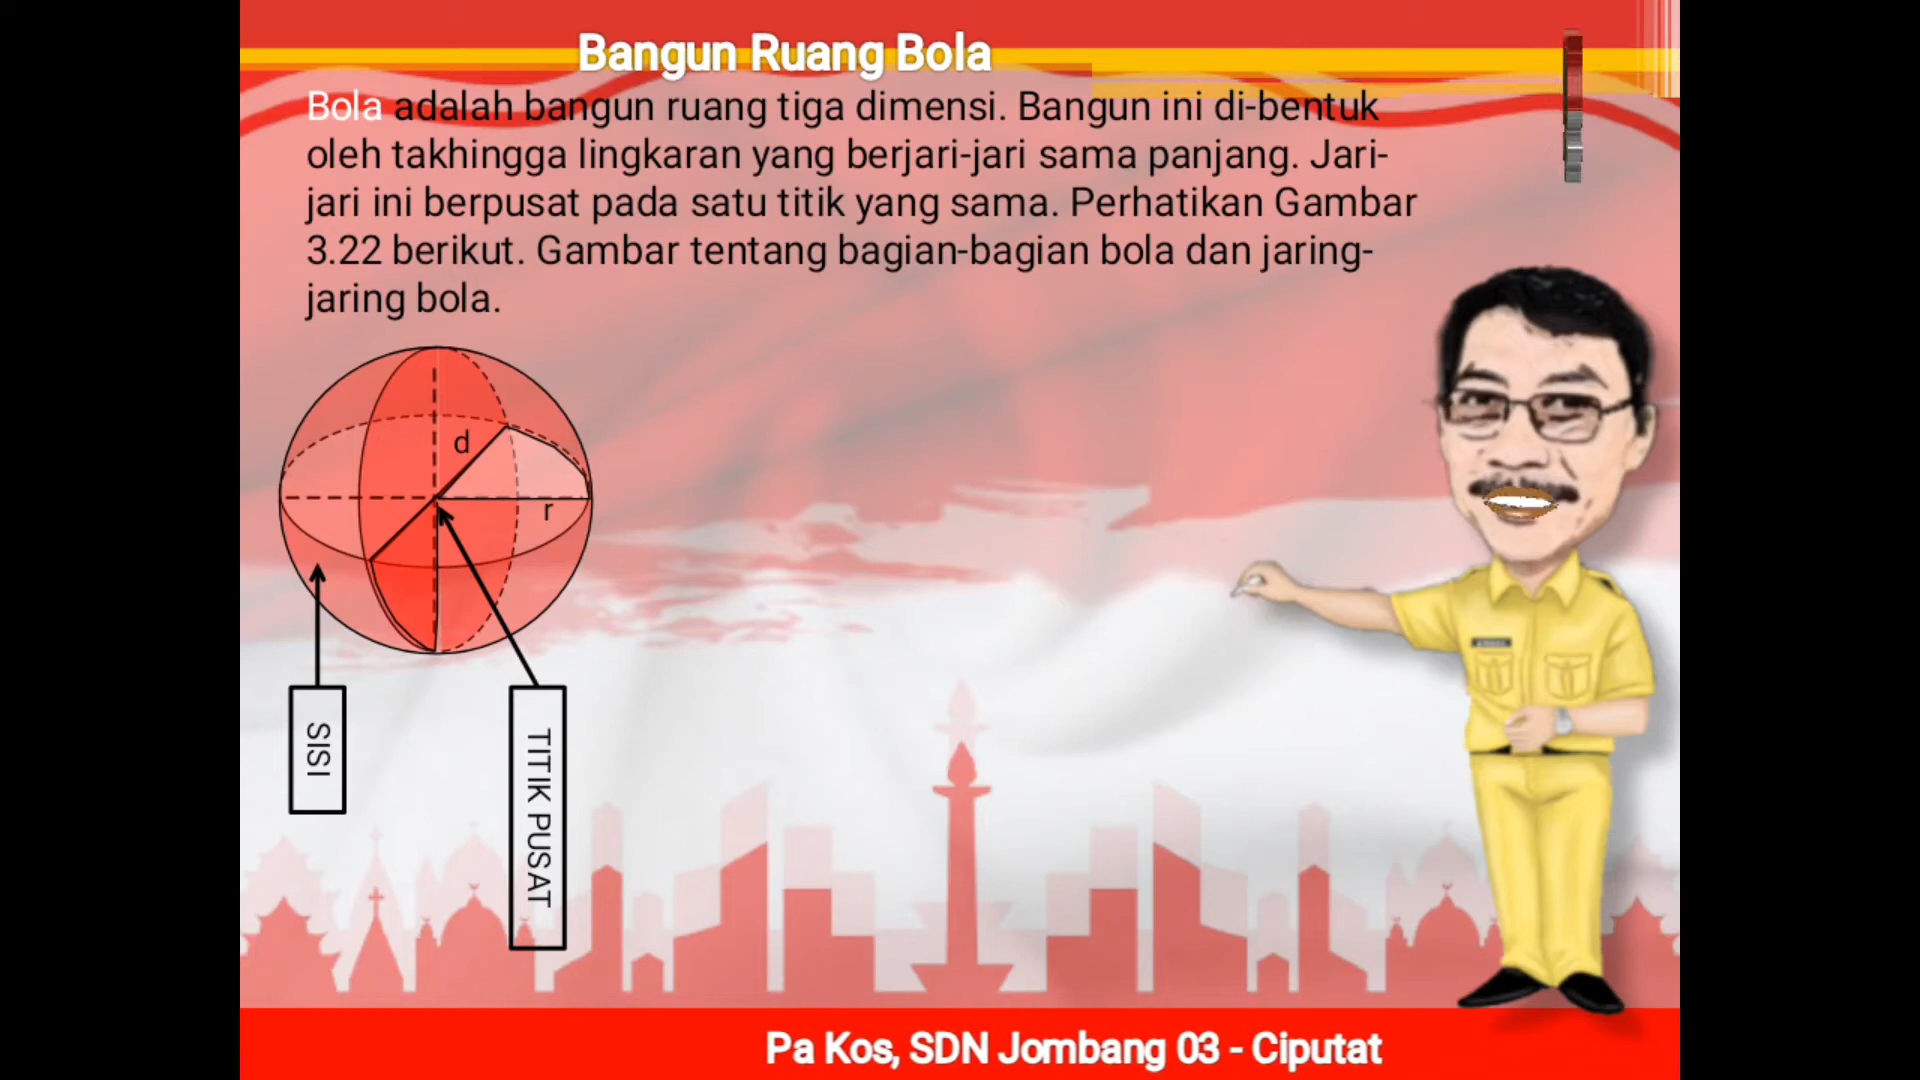 Bangun Ruang Bola
Bola adalah bangun ruang tiga dimensi. Bangun ini di-bentuk
oleh takhingga lingkaran yang berjari-jari sama panjang. Jari-
jari ini berpusat pada satu titik yang sama. Perhatikan Gambar
3.22 berikut. Gambar tentang bagian-bagian bola dan jaring-
jaring bola.
d
r
SISI
TITIK PUSAT
Pa Kos, SDN Jombang 03 - Ciputat